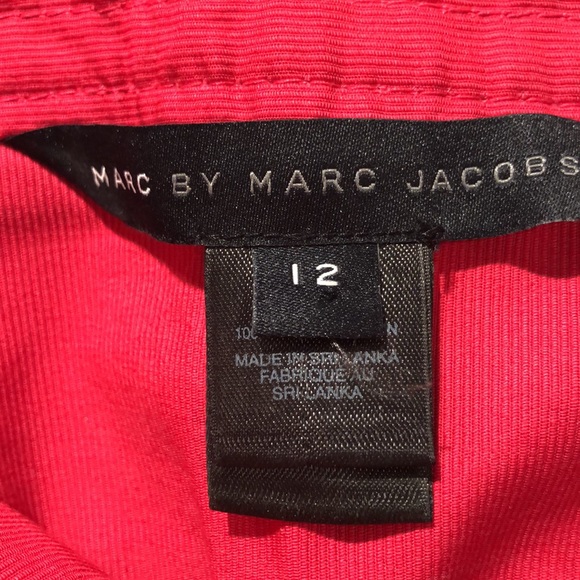 MARC BY MARC JACOBS
12
MADE IN SRI LANKA
FABRIQUE AU
SRI LANKA